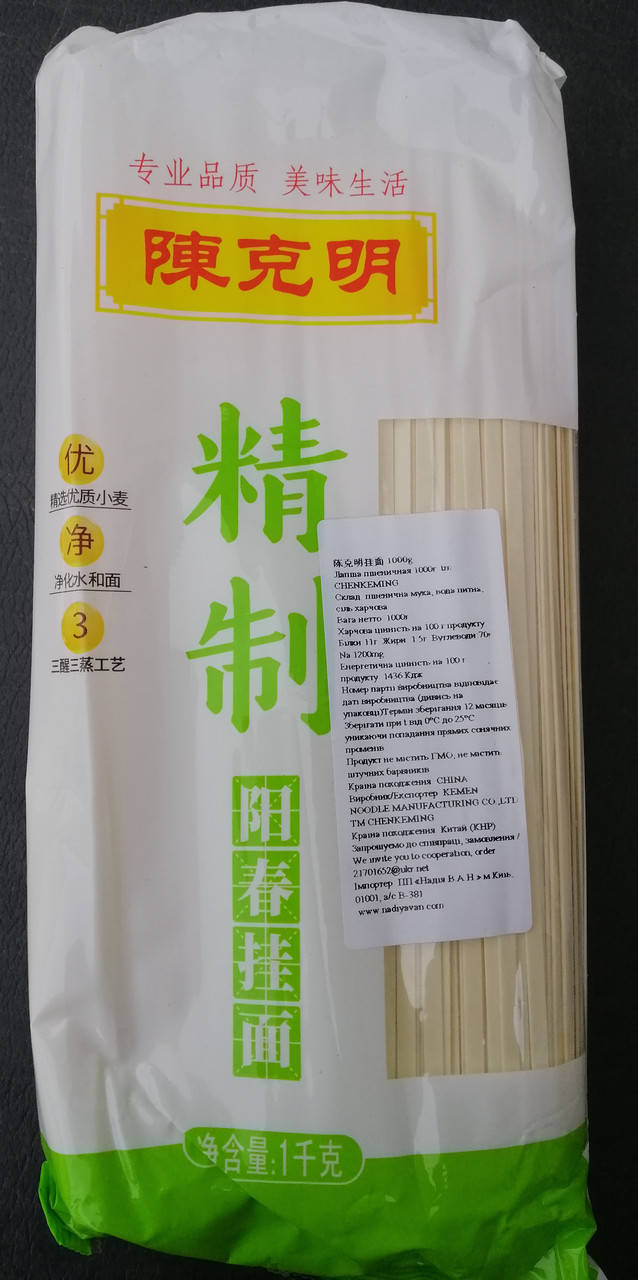 专业品质 美味生活
陳克明
精制
阳春挂面
优
精选优质小麦
净
净化水和面
3
三醒三蒸工艺
净含量:1千克
陈克明挂面 1000g
Лапша пшеничная 1000г
CHENKEMING
Склад пшенична мука, вода питна,
сіль харчова
Вага нетто 1000г
Харчова цінність на 100 г продукту
Білки 11г Жири 1.5г Вуглеводи 70г
Na 1200mg
Енергетична цінність на 100 г
продукту 1436 Кдж
Номер партії виробництва відповідає
даті виробництва (дивись на
упаковці)Термін зберігання 12 місяців
Зберігати при t від 0°C до 25°C
уникаючи попадання прямих сонячних
променів
Продукт не містить ГМО, не містить
штучних барвників
Країна походження CHINA
Виробник/Експортер KEMEN
NOODLE MANUFACTURING CO.,LTD
TM CHENKEMING
Країна походження Китай (КНР)
Запрошуємо до співпраці, замовлення /
We invite you to cooperation, order
21701652@ukr.net
Імпортер ПП «Надія В.А.Н.» м Київ,
01001, а/с В-381
www.nadiyavan.com